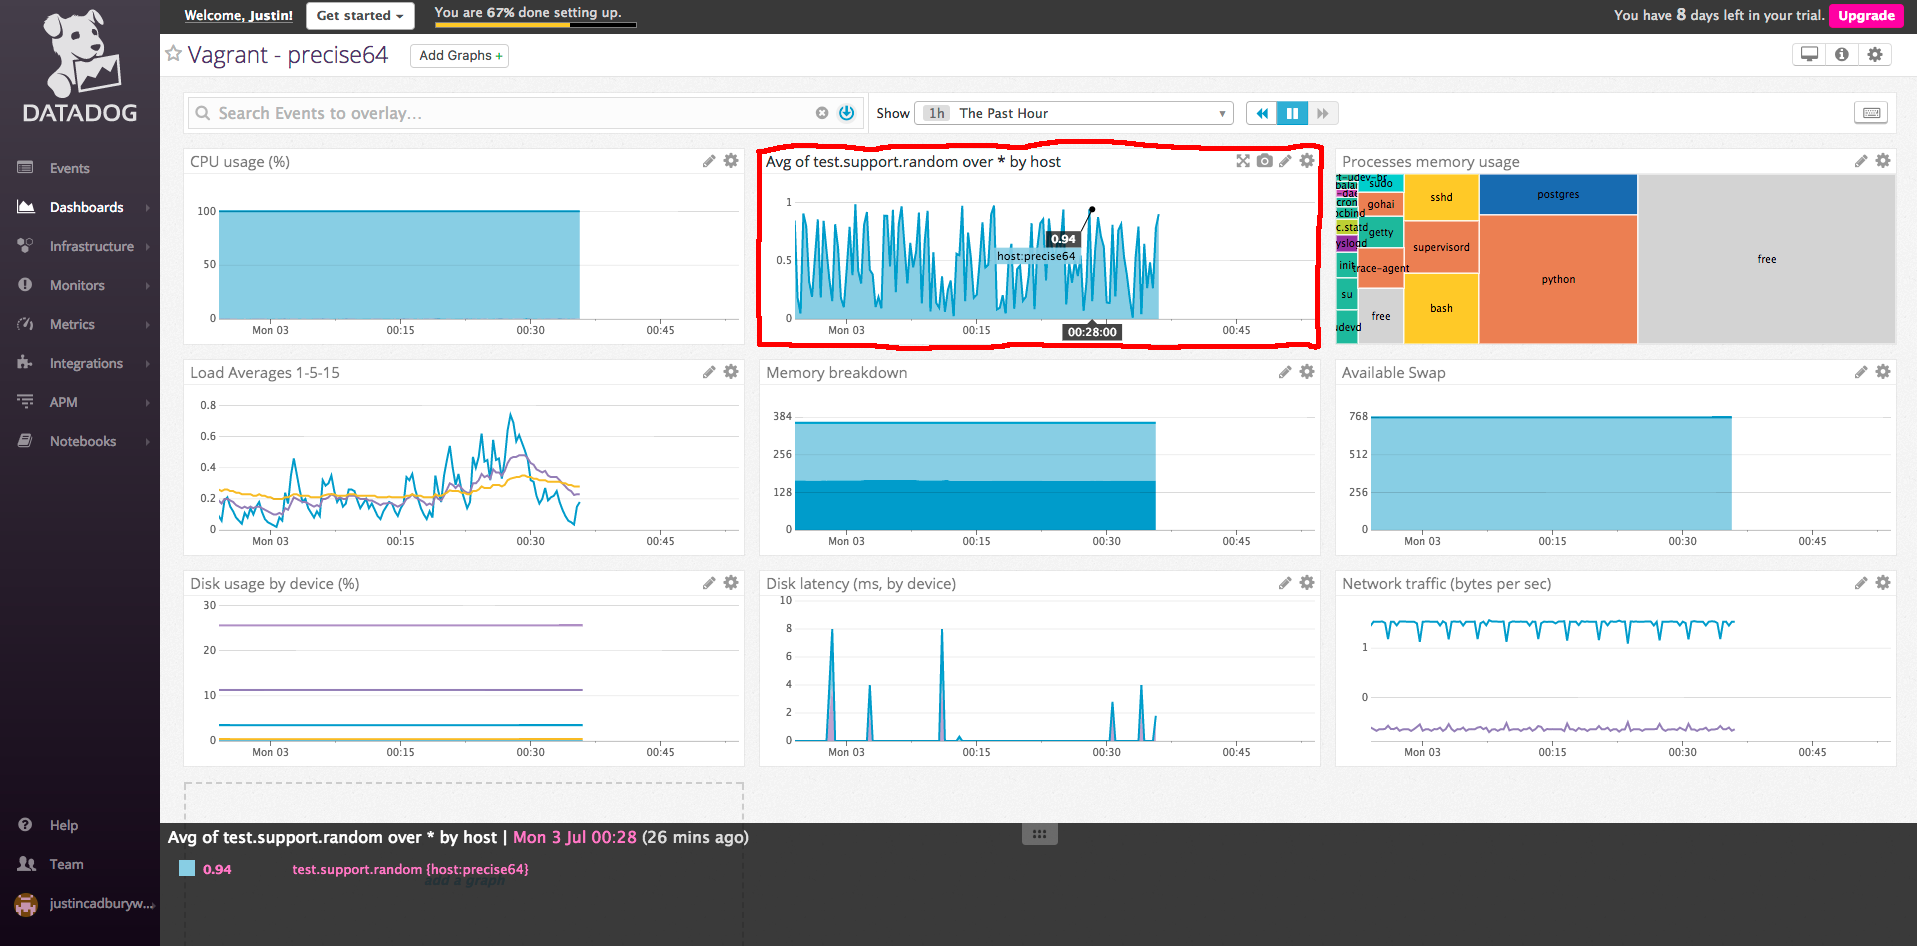 Welcome, Justin!
Get started
You are 67% done setting up.
You have 8 days left in your trial.
Upgrade
DATADOG
Vagrant - precise64
Add Graphs +
Search Events to overlay...
Show
1h The Past Hour
Events
Dashboards
Infrastructure
Monitors
Metrics
Integrations
APM
Notebooks
Help
Team
justincadburyw...
CPU usage (%)
100
50
0
Mon 03
00:15
00:30
00:45
Avg of test.support.random over * by host
1
0.5
0
0.94
host:precise64
Mon 03
00:15
00:28:00
00:45
Processes memory usage
sudo
gohai
getty
trace-agent
free
cron
c.statd
init
su
udevd
sshd
supervisord
bash
postgres
python
free
Load Averages 1-5-15
0.8
0.6
0.4
0.2
0
Mon 03
00:15
00:30
00:45
Memory breakdown
384
256
128
0
Mon 03
00:15
00:30
00:45
Available Swap
768
512
256
0
Mon 03
00:15
00:30
00:45
Disk usage by device (%)
30
20
10
0
Mon 03
00:15
00:30
00:45
Disk latency (ms, by device)
10
8
6
4
2
0
Mon 03
00:15
00:30
00:45
Network traffic (bytes per sec)
1
0
Mon 03
00:15
00:30
00:45
Avg of test.support.random over * by host | Mon 3 Jul 00:28 (26 mins ago)
0.94 test.support.random {host:precise64}
add a graph